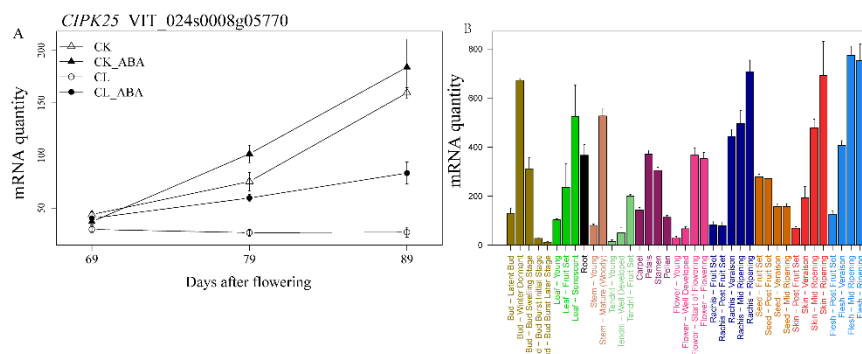 CIPK25 VIT_024s0008g05770
A
CK
CK_ABA
CL
CL_ABA
200
150
100
50
mRNA quantity
69
79
89
Days after flowering
B
mRNA quantity
800
600
400
200
0
Bud - Latent Bud
Bud - Winter Dormant
Bud - Bud Swelling Stage
d - Bud Burst Initial Stage
d - Bud Burst Later Stage
Leaf - Young
Leaf - Fruit Set
Leaf - Senescent
Root
Stem - Young
Stem - Mature (Woody)
Tendril - Young
Tendril - Well Developed
Tendril - Fruit Set
Carpel
Petals
Stamen
Pollen
Flower - Young
Flower - Well Developed
Flower - Start of Flowering
Flower - Flowering
Rachis - Fruit Set
Rachis - Post Fruit Set
Rachis - Veraison
Rachis - Mid Ripening
Rachis - Ripening
Seed - Fruit Set
Seed - Post Fruit Set
Seed - Veraison
Seed - Mid Ripening
Skin - Post Fruit Set
Skin - Veraison
Skin - Mid Ripening
Skin - Ripening
Flesh - Post Fruit Set
Flesh - Veraison
Flesh - Mid Ripening
Flesh - Ripening